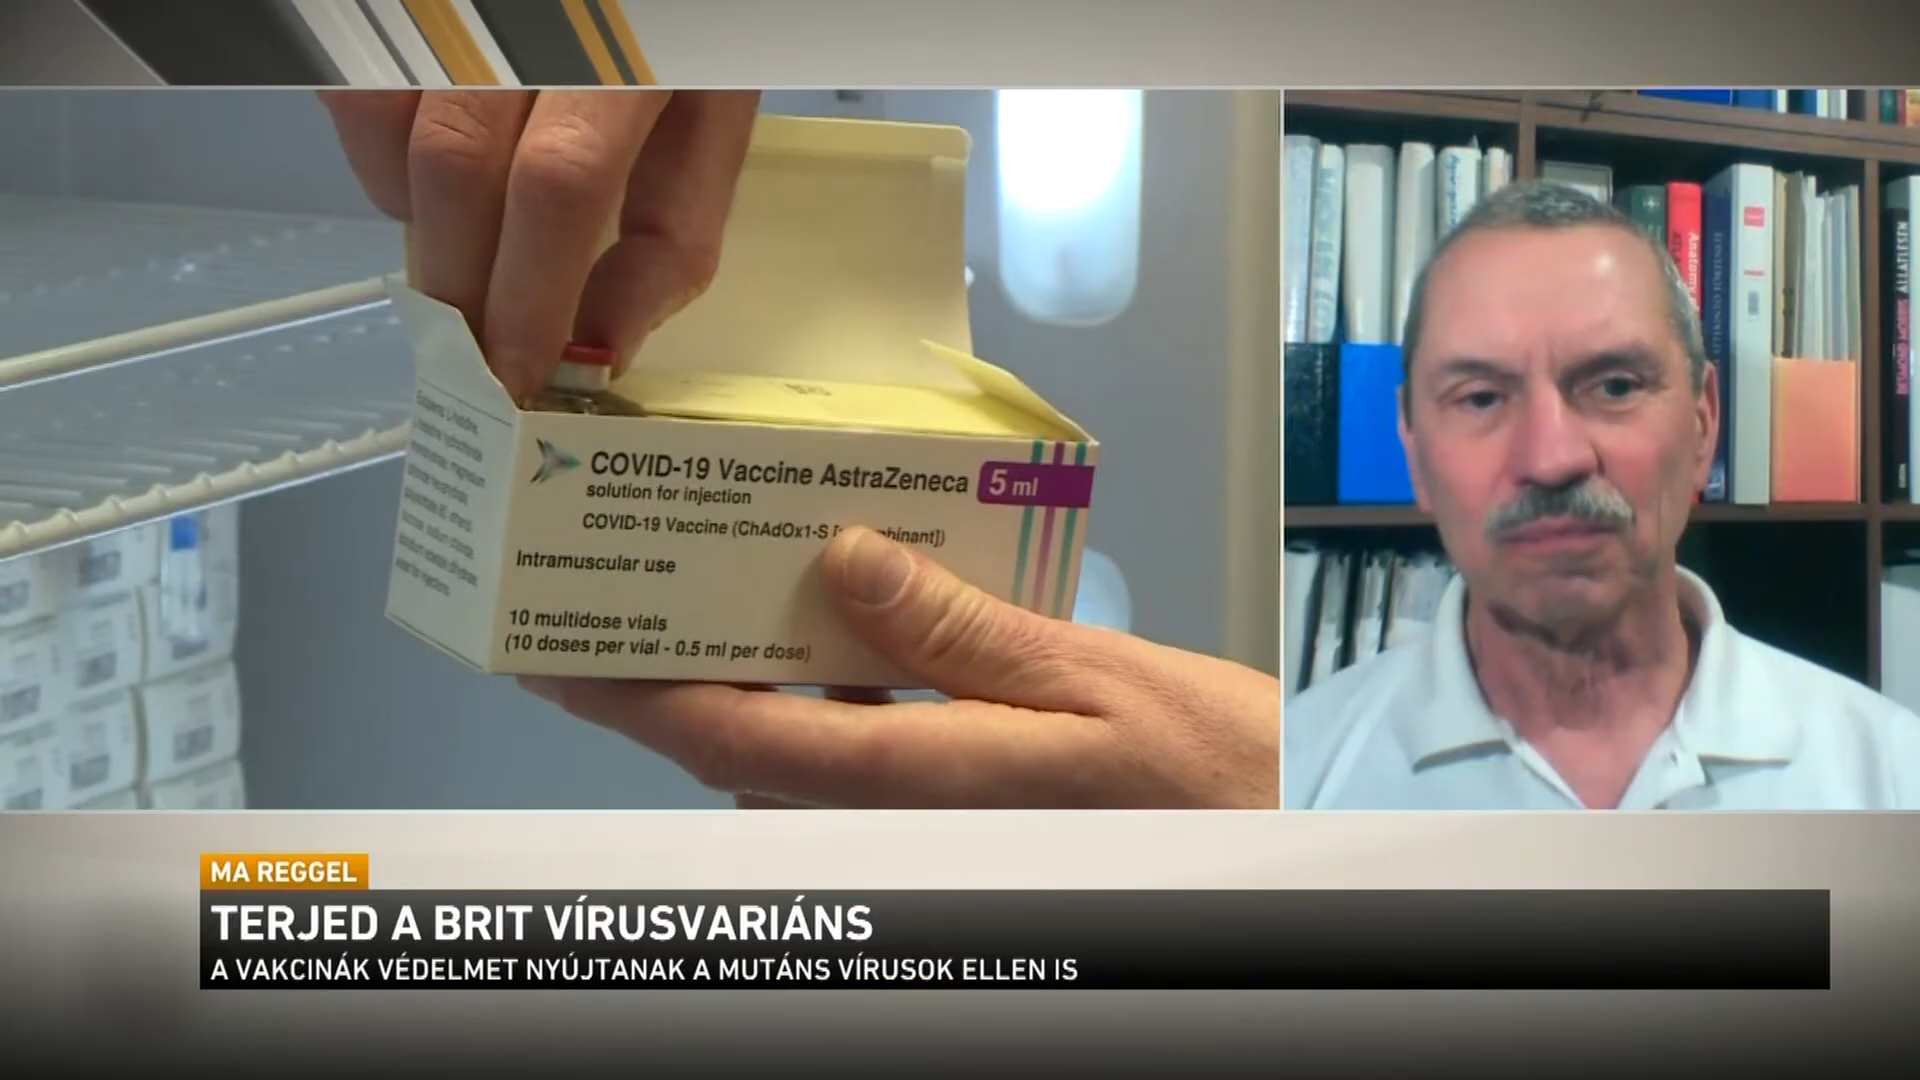 COVID-19 Vaccine AstraZeneca 5 ml
solution for injection
COVID-19 Vaccine (ChAdOx1-S
Intramuscular use
10 multidose vials
(10 doses per vial - 0.5 ml per dose)
Anatomy
ÁLLATLESEN
MA REGGEL
TERJED A BRIT VÍRUSVARIÁNS
A VAKCINÁK VÉDELMET NYÚJTANAK A MUTÁNS VÍRUSOK ELLEN IS